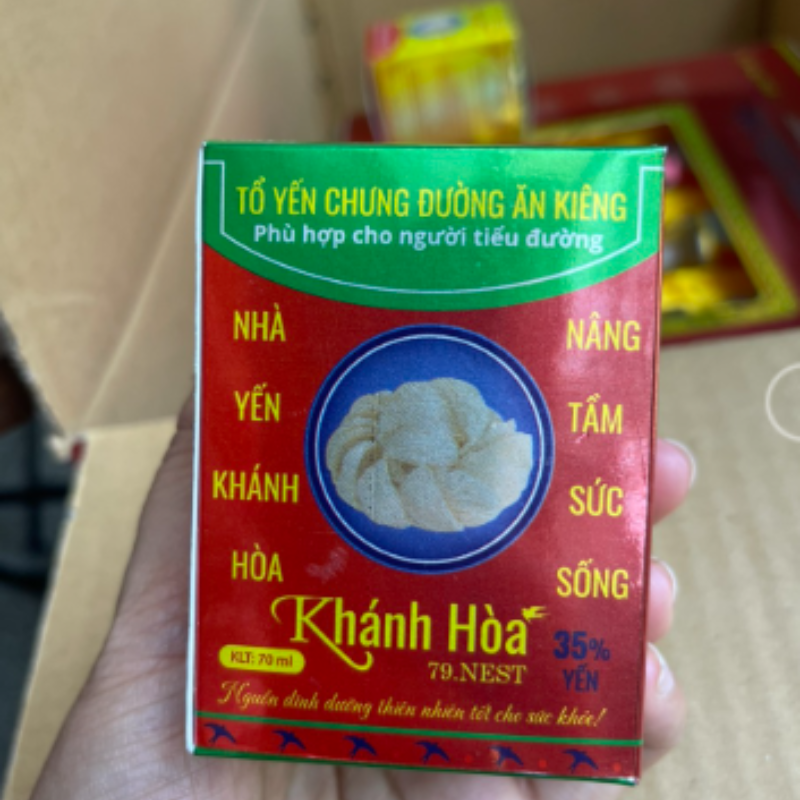 TỔ YẾN CHƯNG ĐƯỜNG ĂN KIÊNG
Phù hợp cho người tiểu đường
NHÀ
YẾN
KHÁNH
HÒA
NÂNG
TẦM
SỨC
SỐNG
Khánh Hòa
79.NEST
KLT: 70 ml
35%
YẾN
Nguồn dinh dưỡng thiên nhiên tốt cho sức khỏe!